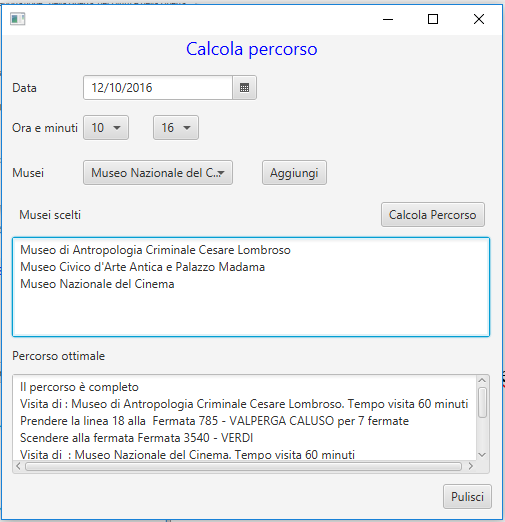 Calcola percorso
Data 12/10/2016
Ora e minuti 10 16
Musei Museo Nazionale del C... Aggiungi
Musei scelti Calcola Percorso
Museo di Antropologia Criminale Cesare Lombroso
Museo Civico d'Arte Antica e Palazzo Madama
Museo Nazionale del Cinema
Percorso ottimale
Il percorso è completo
Visita di : Museo di Antropologia Criminale Cesare Lombroso. Tempo visita 60 minuti
Prendere la linea 18 alla  Fermata 785 - VALPERGA CALUSO per 7 fermate
Scendere alla fermata Fermata 3540 - VERDI
Visita di  : Museo Nazionale del Cinema. Tempo visita 60 minuti
Pulisci